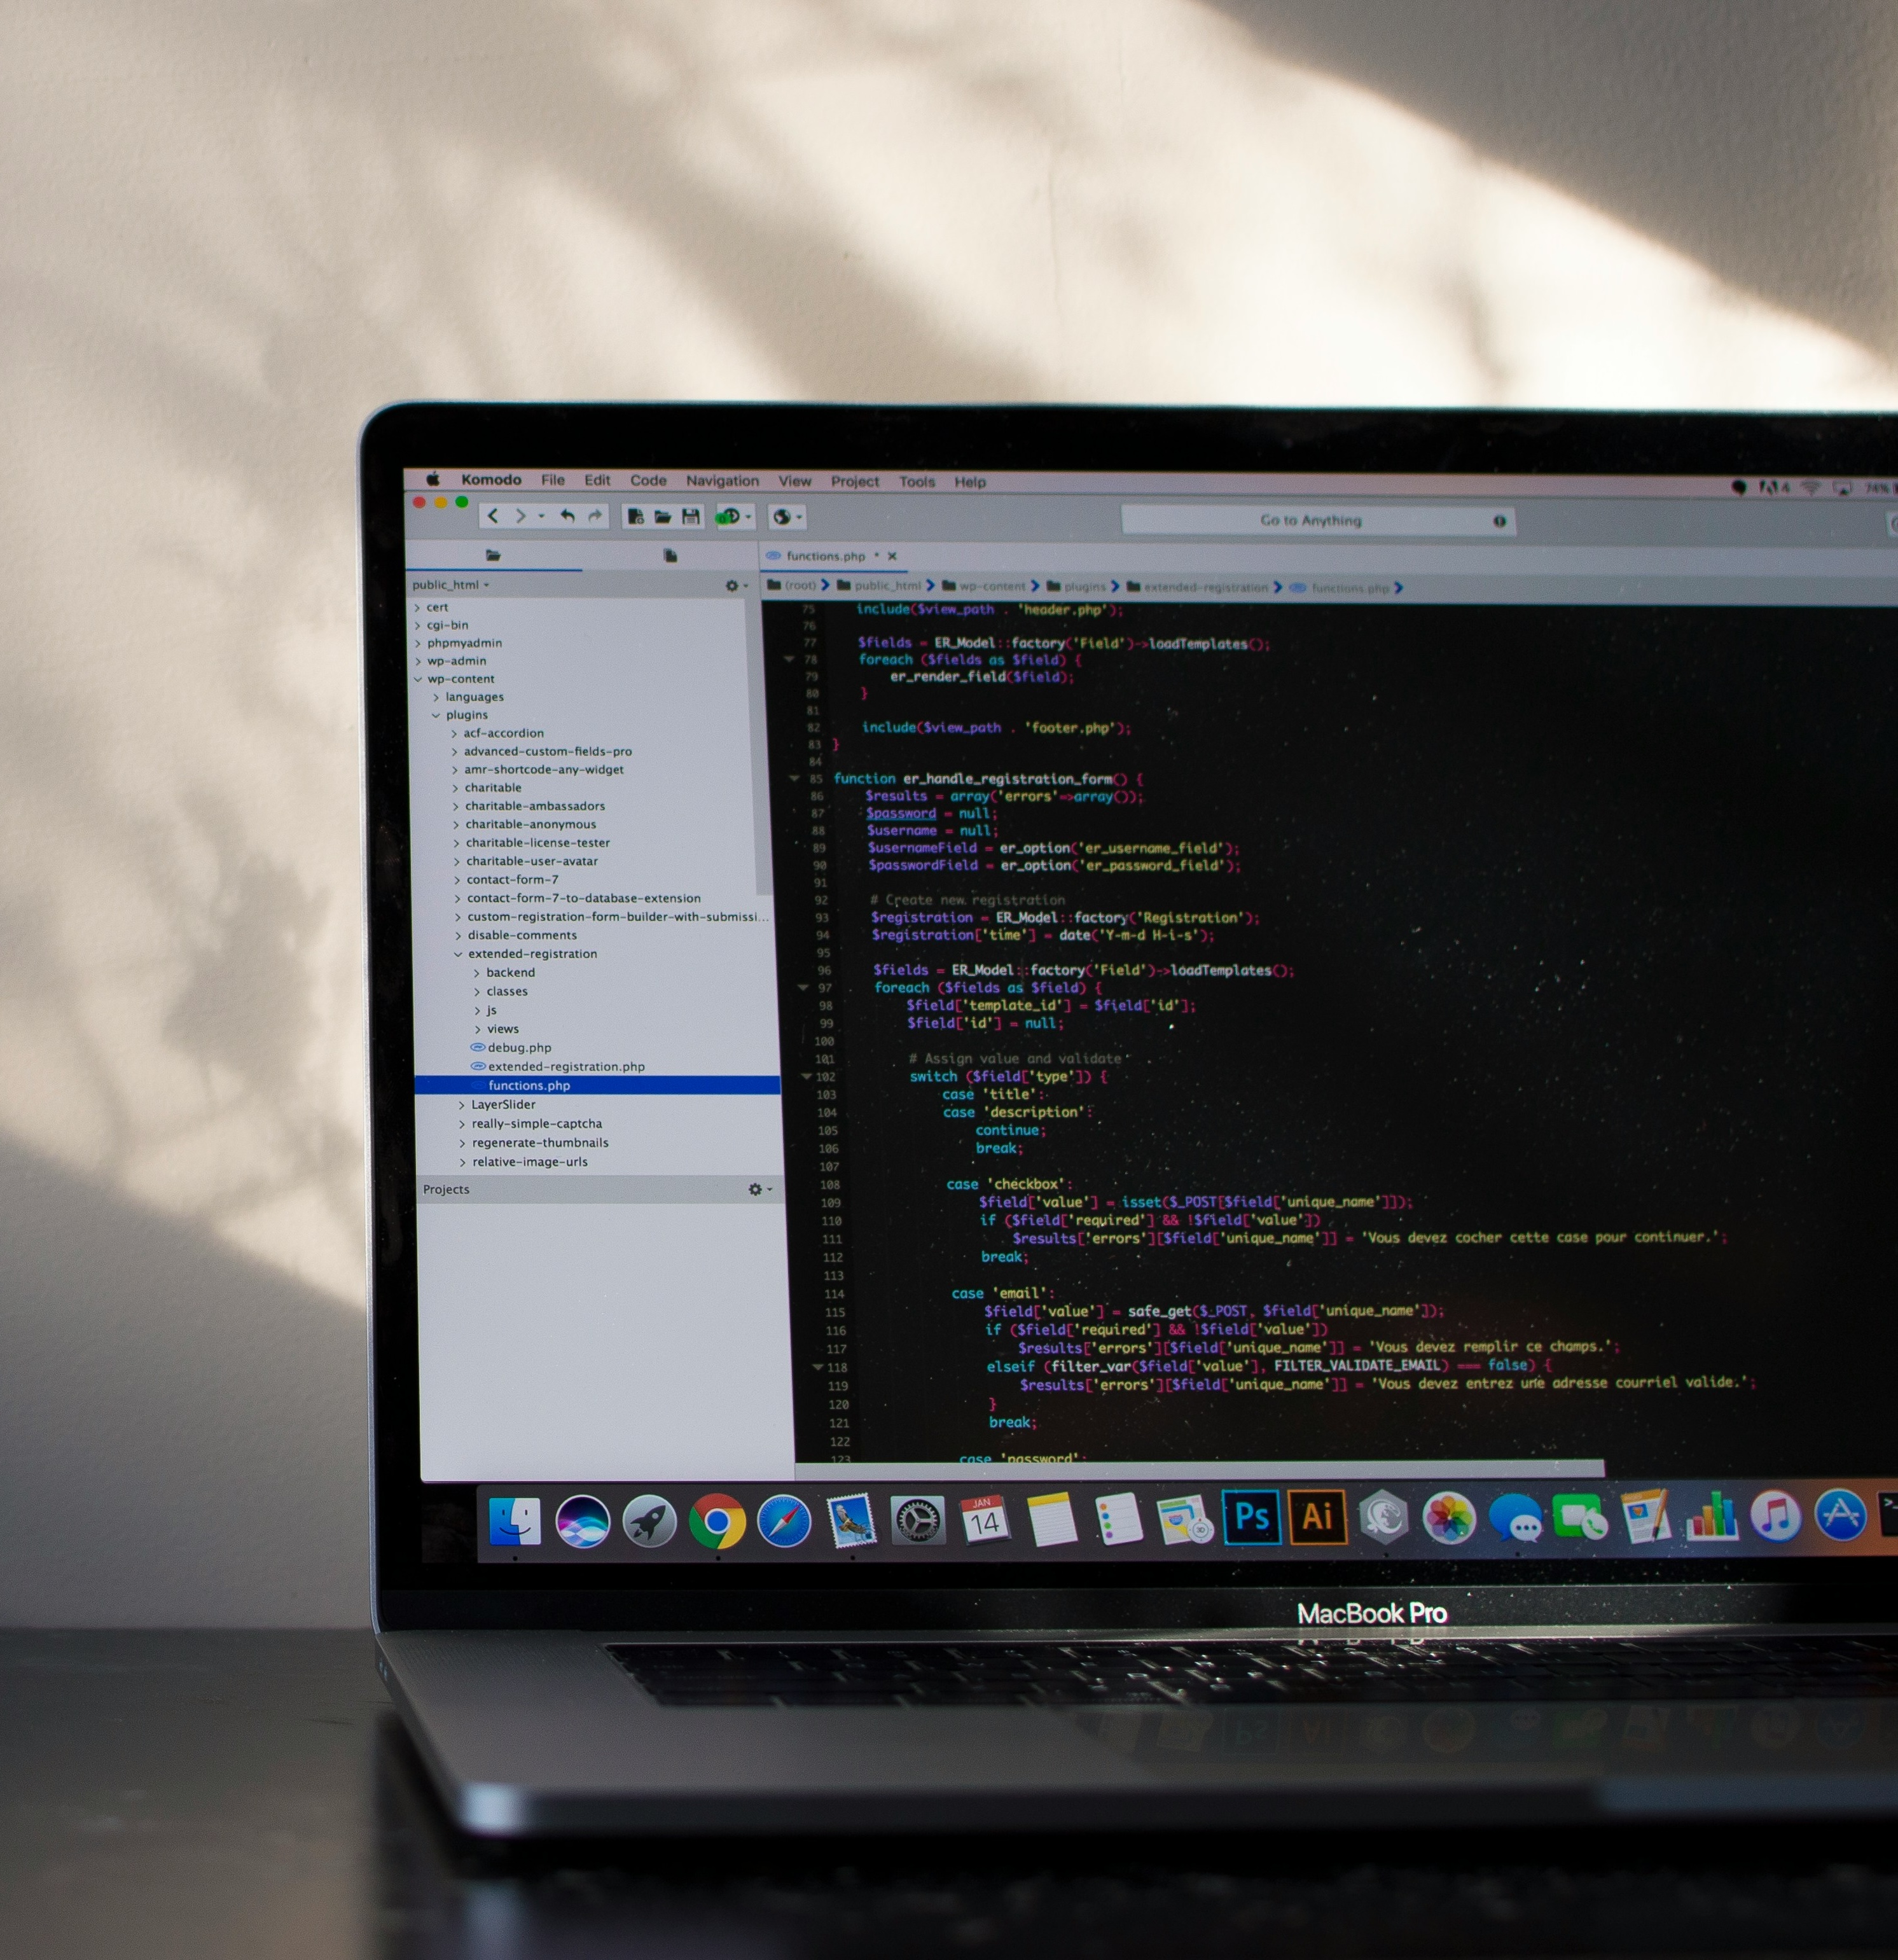 Komodo File Edit Code Navigation View Project Tools Help 74%
Go to Anything
functions.php
public_html
(root) public_html wp-content plugins extended-registration functions.php
cert
cgi-bin
phpmyadmin
wp-admin
wp-content
languages
plugins
acf-accordion
advanced-custom-fields-pro
amr-shortcode-any-widget
charitable
charitable-ambassadors
charitable-anonymous
charitable-license-tester
charitable-user-avatar
contact-form-7
contact-form-7-to-database-extension
custom-registration-form-builder-with-submissi...
disable-comments
extended-registration
backend
classes
js
views
debug.php
extended-registration.php
functions.php
LayerSlider
really-simple-captcha
regenerate-thumbnails
relative-image-urls
Projects
75 include($view_path . 'header.php');
76
77 $fields = ER_Model::factory('Field')->loadTemplates();
78 foreach ($fields as $field) {
79 er_render_field($field);
80 }
81
82 include($view_path . 'footer.php');
83 }
84
85 function er_handle_registration_form() {
86 $results = array('errors'=>array());
87 $password = null;
88 $username = null;
89 $usernameField = er_option('er_username_field');
90 $passwordField = er_option('er_password_field');
91
92 # Create new registration
93 $registration = ER_Model::factory('Registration');
94 $registration['time'] = date('Y-m-d H-i-s');
95
96 $fields = ER_Model::factory('Field')->loadTemplates();
97 foreach ($fields as $field) {
98 $field['template_id'] = $field['id'];
99 $field['id'] = null;
100
101 # Assign value and validate
102 switch ($field['type']) {
103 case 'title':
104 case 'description':
105 continue;
106 break;
107
108 case 'checkbox':
109 $field['value'] = isset($_POST[$field['unique_name']]);
110 if ($field['required'] && !$field['value'])
111 $results['errors'][$field['unique_name']] = 'Vous devez cocher cette case pour continuer.';
112 break;
113
114 case 'email':
115 $field['value'] = safe_get($_POST, $field['unique_name']);
116 if ($field['required'] && !$field['value'])
117 $results['errors'][$field['unique_name']] = 'Vous devez remplir ce champs.';
118 elseif (filter_var($field['value'], FILTER_VALIDATE_EMAIL) === false) {
119 $results['errors'][$field['unique_name']] = 'Vous devez entrez une adresse courriel valide.';
120 }
121 break;
122
123 case 'password':
JAN
14
Ps
Ai
MacBook Pro